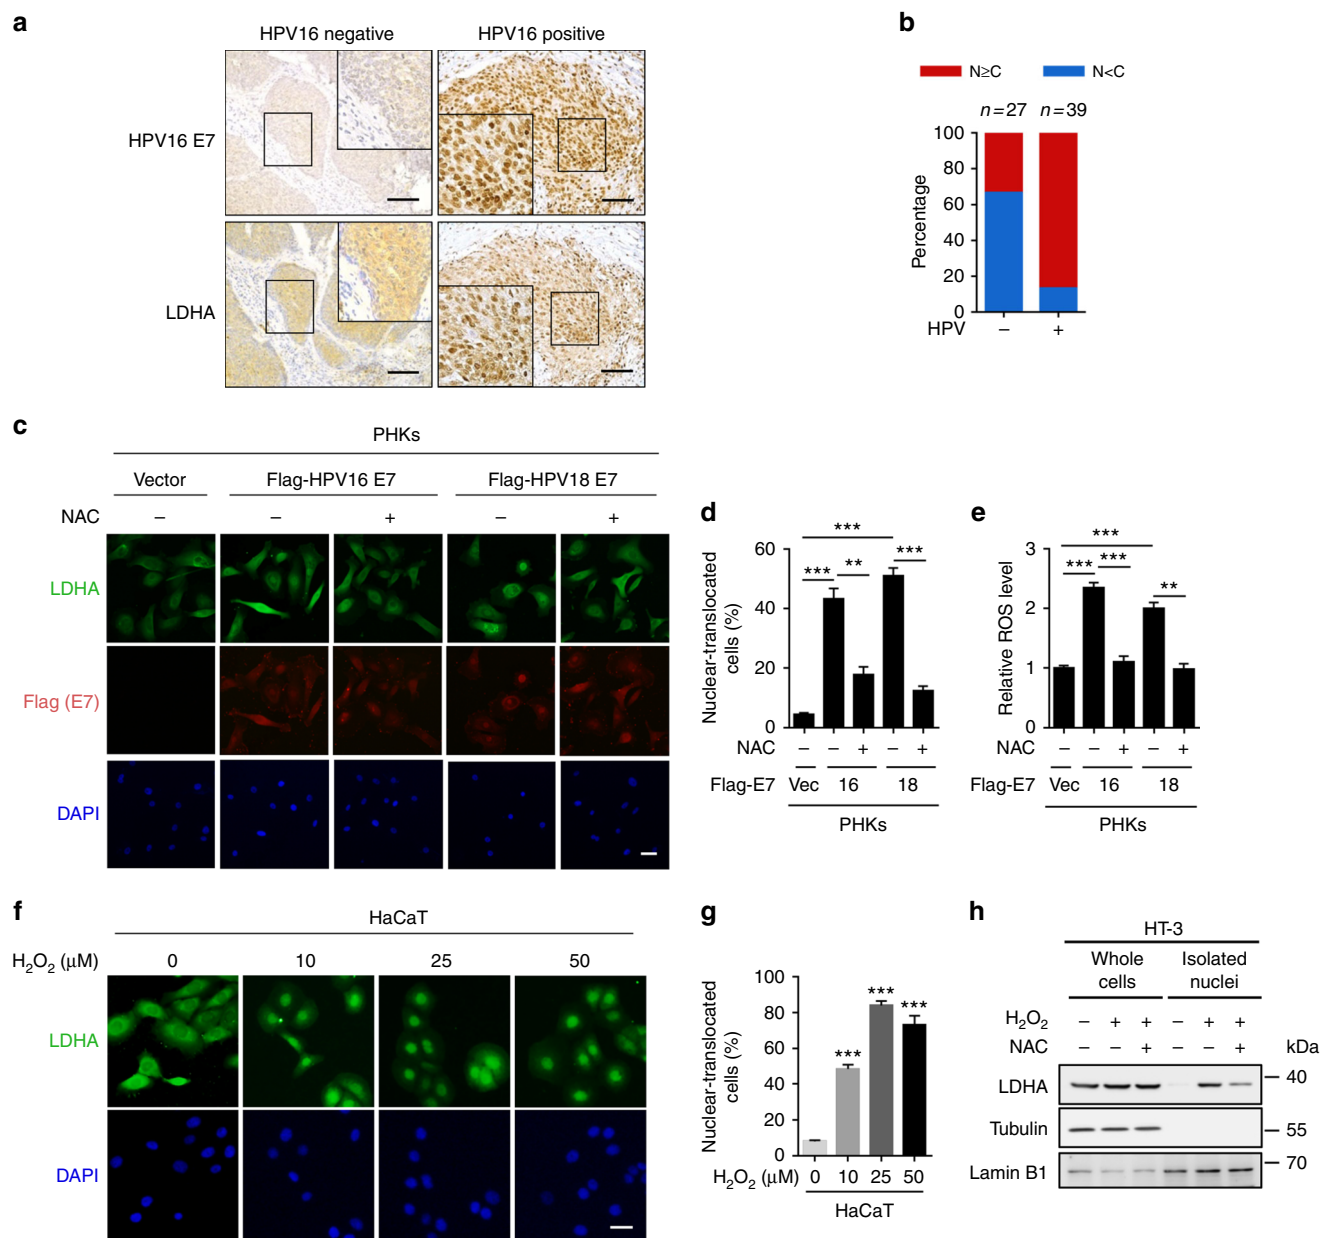 a
HPV16 negative
HPV16 positive
HPV16 E7
LDHA
b
N≥C
N<C
n=27
n=39
100
80
60
40
20
0
Percentage
HPV
–
+
c
PHKs
Vector
Flag-HPV16 E7
Flag-HPV18 E7
NAC
–
–
+
–
+
LDHA
Flag (E7)
DAPI
d
Nuclear-translocated
cells (%)
60
40
20
0
***
***
**
***
NAC
– – + – +
Flag-E7
Vec
16
18
PHKs
e
Relative ROS level
3
2
1
0
***
***
***
**
NAC
– – + – +
Flag-E7
Vec
16
18
PHKs
f
HaCaT
H2O2 (μM)
0
10
25
50
LDHA
DAPI
g
Nuclear-translocated
cells (%)
100
80
60
40
20
0
***
***
***
H2O2 (μM)
0 10 25 50
HaCaT
h
HT-3
Whole
cells
Isolated
nuclei
H2O2
– + + – + +
NAC
– – + – – +
kDa
LDHA
40
Tubulin
55
Lamin B1
70